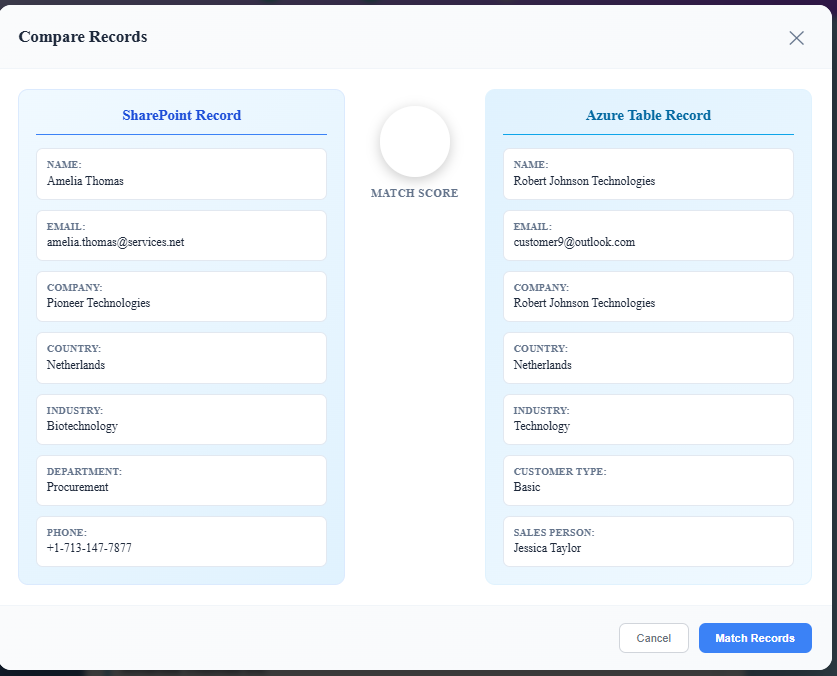 Compare Records
SharePoint Record
NAME:
Amelia Thomas
EMAIL:
amelia.thomas@services.net
COMPANY:
Pioneer Technologies
COUNTRY:
Netherlands
INDUSTRY:
Biotechnology
DEPARTMENT:
Procurement
PHONE:
+1-713-147-7877
MATCH SCORE
Azure Table Record
NAME:
Robert Johnson Technologies
EMAIL:
customer9@outlook.com
COMPANY:
Robert Johnson Technologies
COUNTRY:
Netherlands
INDUSTRY:
Technology
CUSTOMER TYPE:
Basic
SALES PERSON:
Jessica Taylor
Cancel
Match Records